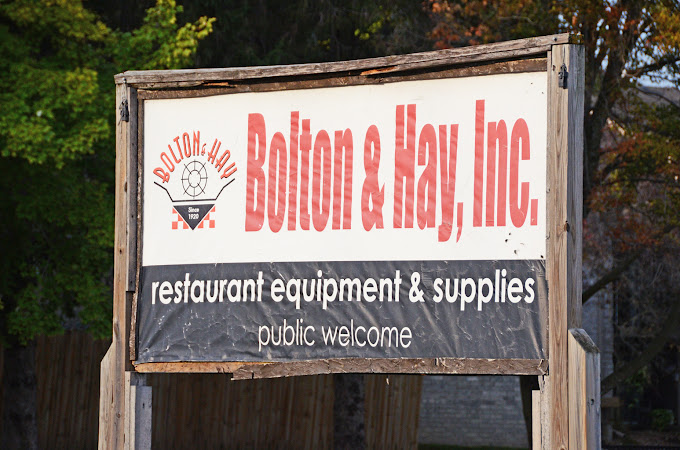 BOLTON & HAY
Since
1920
Bolton & Hay, Inc.
restaurant equipment & supplies
public welcome